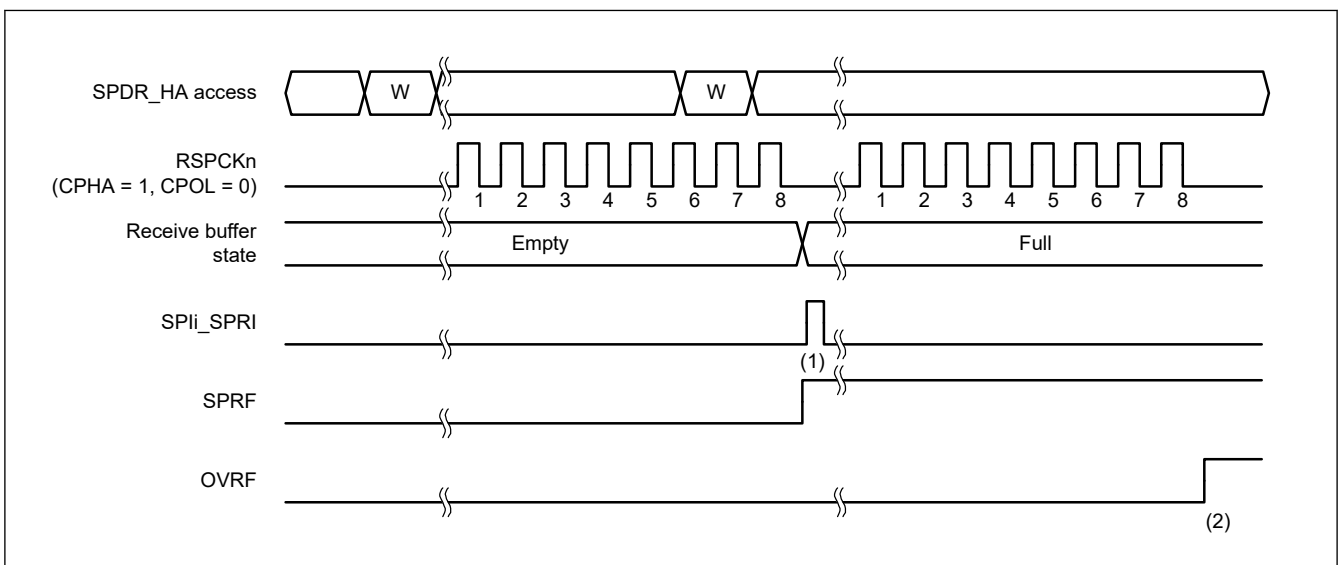 SPDR_HA access
W
W
RSPCKn
(CPHA = 1, CPOL = 0)
1 2 3 4 5 6 7 8 1 2 3 4 5 6 7 8
Receive buffer
state
Empty
Full
SPIi_SPRI
(1)
SPRF
OVRF
(2)